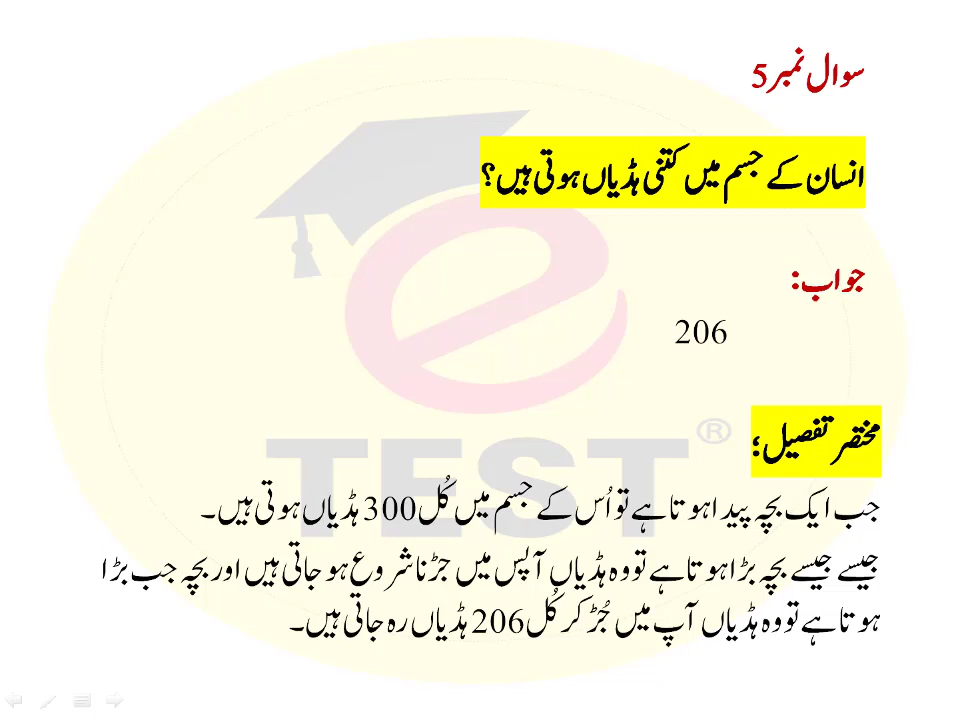 سوال نمبر 5
انسان کے جسم میں کتنی ہڈیاں ہوتی ہیں؟
جواب:
206
مختصر تفصیل؛
جب ایک بچہ پیدا ہوتا ہے تو اُس کے جسم میں کُل 300 ہڈیاں ہوتی ہیں۔
جیسے جیسے بچہ بڑا ہوتا ہے تو وہ ہڈیاں آپس میں جڑنا شروع ہو جاتی ہیں اور بچہ جب بڑا
ہوتا ہے تو وہ ہڈیاں آپ میں جُڑ کر کُل 206 ہڈیاں رہ جاتی ہیں۔
e
TEST®